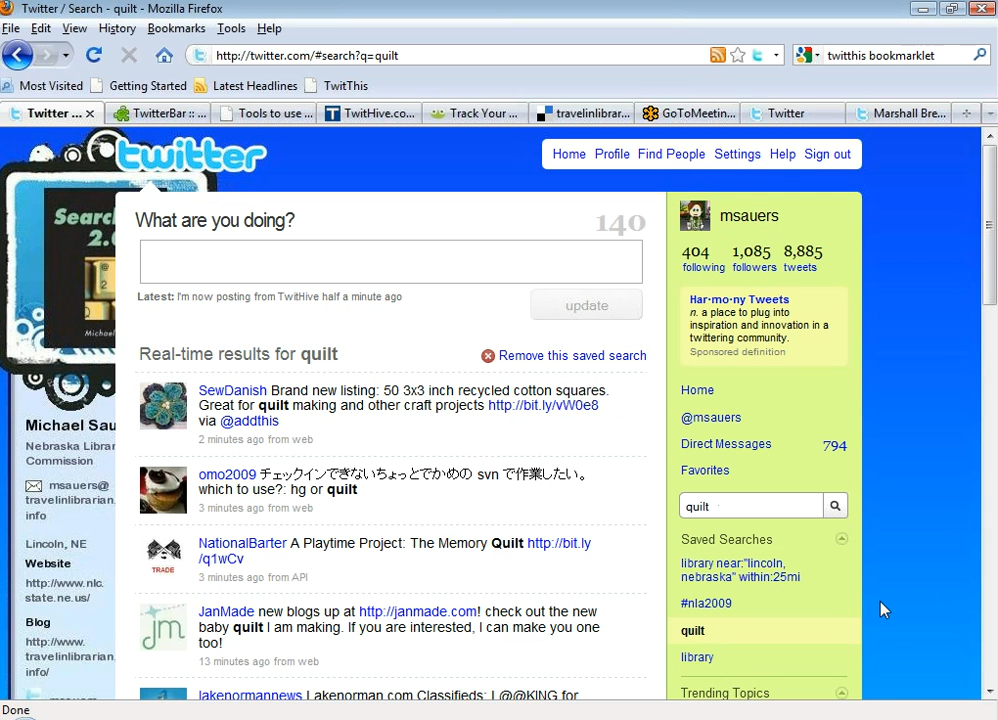 Twitter / Search - quilt - Mozilla Firefox
File Edit View History Bookmarks Tools Help
http://twitter.com/#search?q=quilt
twitthis bookmarklet
Most Visited Getting Started Latest Headlines TwitThis
Twitter ... TwitterBar :: ... Tools to use ... TwitHive.co... Track Your ... travelinlibrar... GoToMeetin... Twitter Marshall Bre...
twitter
Home Profile Find People Settings Help Sign out
Search
2.0
Michael
What are you doing?
140
Latest: I'm now posting from TwitHive half a minute ago
update
Real-time results for quilt
Remove this saved search
SewDanish Brand new listing: 50 3x3 inch recycled cotton squares.
Great for quilt making and other craft projects http://bit.ly/vW0e8
via @addthis
2 minutes ago from web
omo2009 チェックインできないちょっとでかめの svn で作業したい。
which to use?: hg or quilt
3 minutes ago from web
TRADE
NationalBarter A Playtime Project: The Memory Quilt http://bit.ly
/q1wCv
3 minutes ago from API
jm
JanMade new blogs up at http://janmade.com! check out the new
baby quilt I am making. If you are interested, I can make you one
too!
13 minutes ago from web
lakenormannews Lakenorman.com Classifieds: L@@KING for
Michael Sau
Nebraska Librar
Commission
msauers@
travelinlibrarian.
info
Lincoln, NE
Website
http://www.nlc.
state.ne.us/
Blog
http://www.
travelinlibrarian.
info/
msauers
404 1,085 8,885
following followers tweets
Har·mo·ny Tweets
n. a place to plug into
inspiration and innovation in a
twittering community.
Sponsored definition
Home
@msauers
Direct Messages 794
Favorites
quilt
Saved Searches
library near:"lincoln,
nebraska" within:25mi
#nla2009
quilt
library
Trending Topics
Done